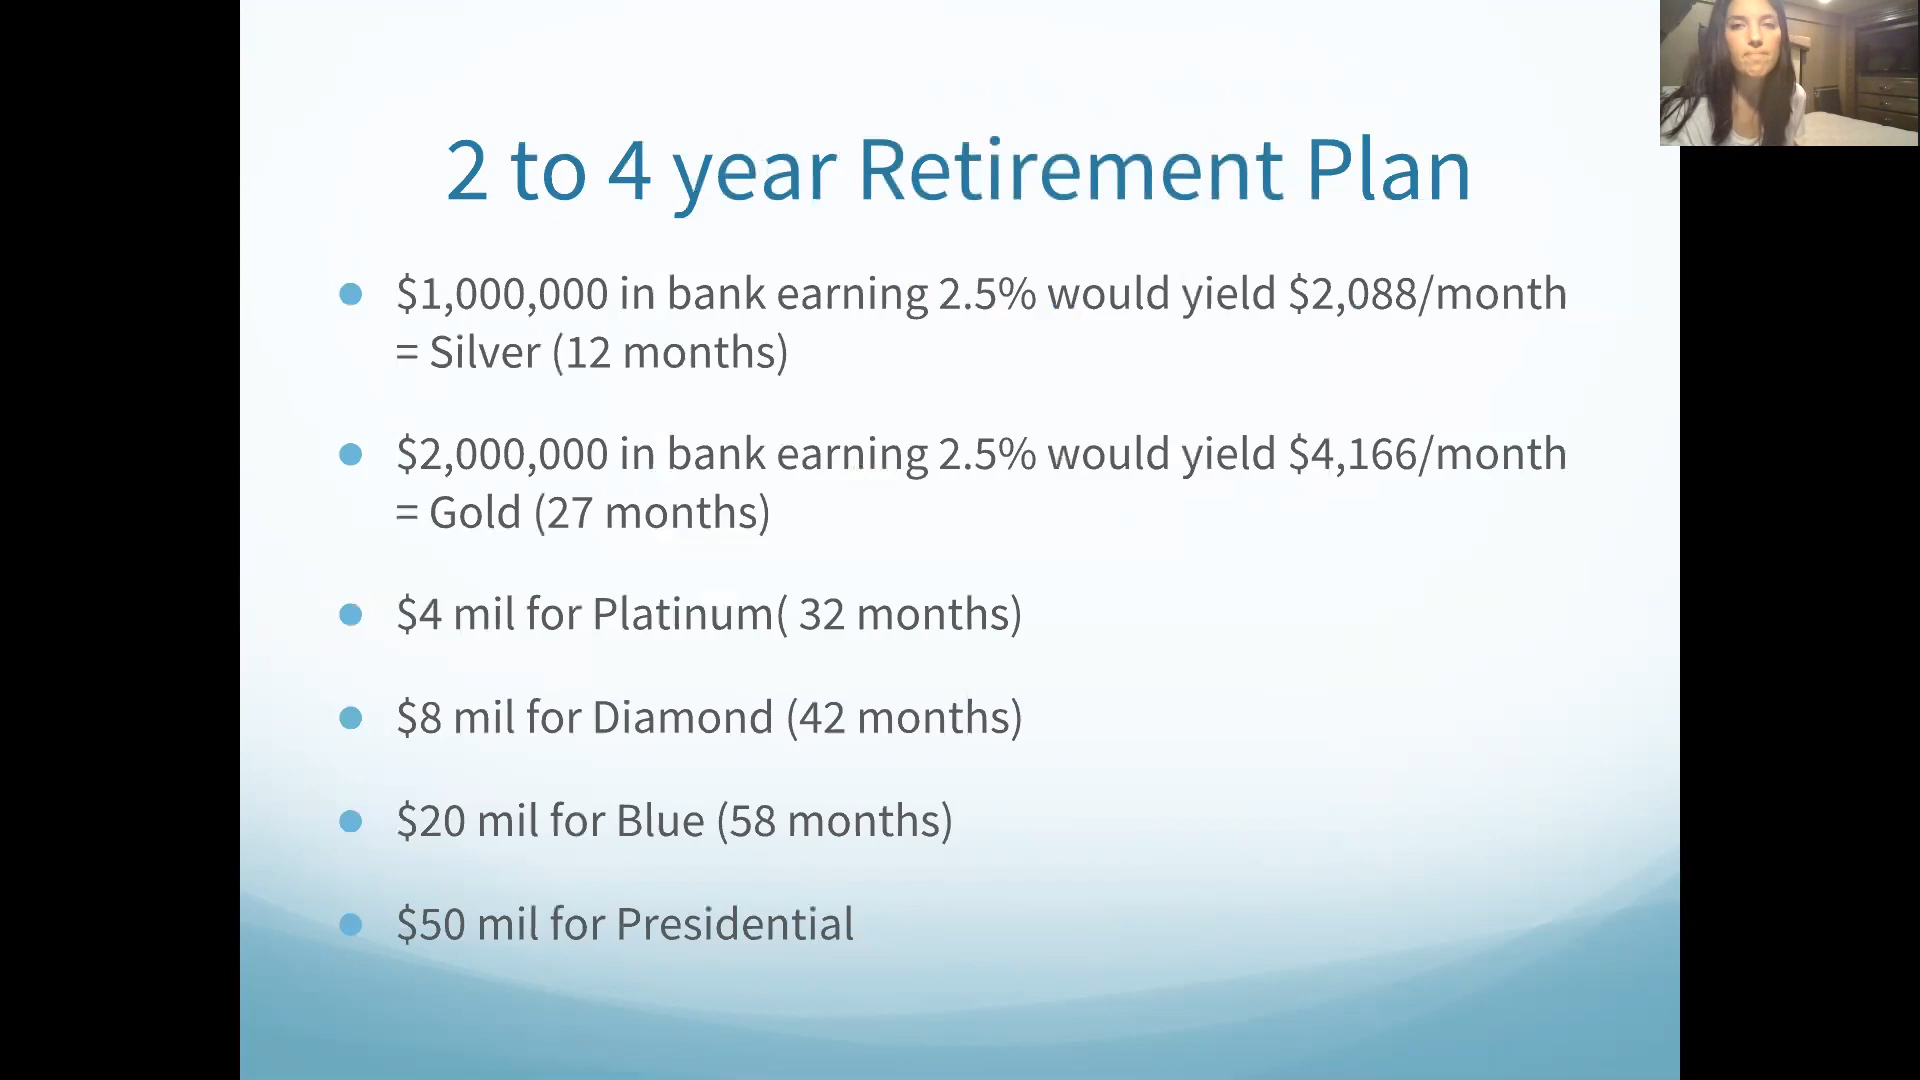 2 to 4 year Retirement Plan
$1,000,000 in bank earning 2.5% would yield $2,088/month
= Silver (12 months)
$2,000,000 in bank earning 2.5% would yield $4,166/month
= Gold (27 months)
$4 mil for Platinum( 32 months)
$8 mil for Diamond (42 months)
$20 mil for Blue (58 months)
$50 mil for Presidential